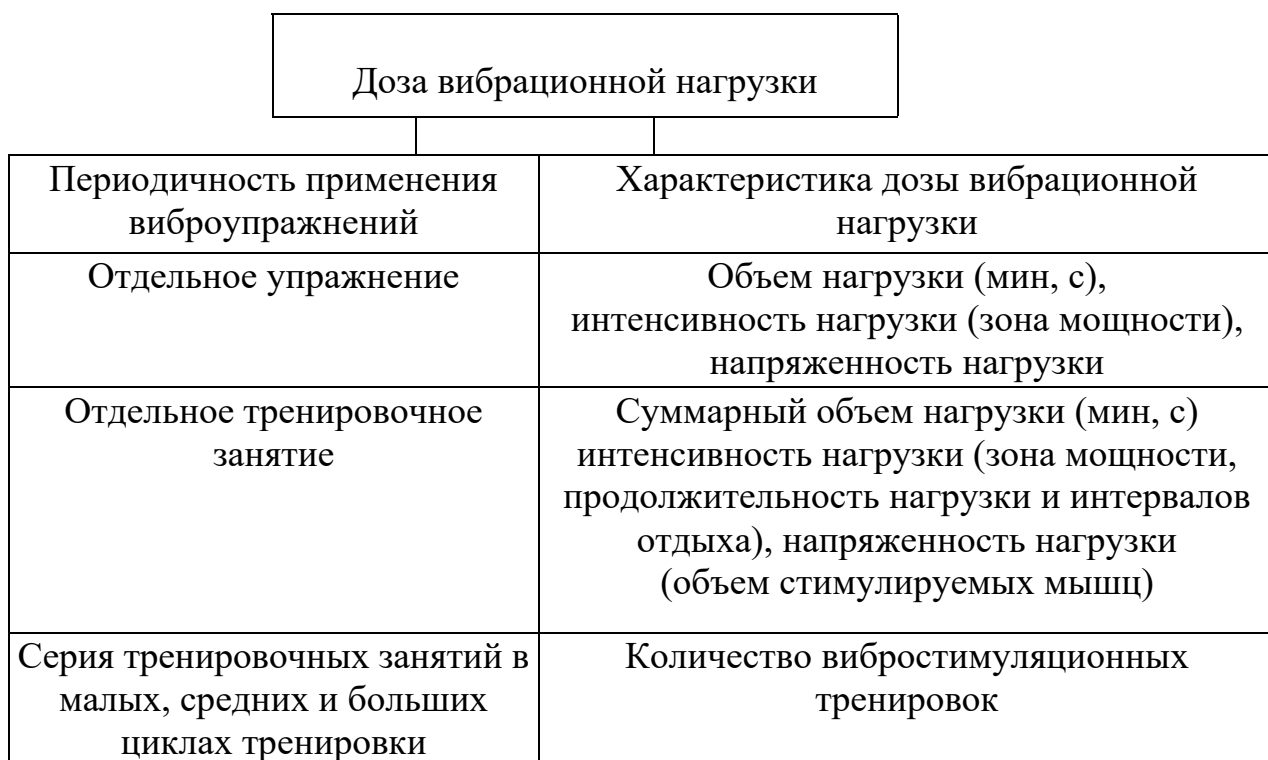 Доза вибрационной нагрузки
Периодичность применения
виброупражнений
Характеристика дозы вибрационной
нагрузки
Отдельное упражнение
Объем нагрузки (мин, с),
интенсивность нагрузки (зона мощности),
напряженность нагрузки
Отдельное тренировочное
занятие
Суммарный объем нагрузки (мин, с)
интенсивность нагрузки (зона мощности,
продолжительность нагрузки и интервалов
отдыха), напряженность нагрузки
(объем стимулируемых мышц)
Серия тренировочных занятий в
малых, средних и больших
циклах тренировки
Количество вибростимуляционных
тренировок